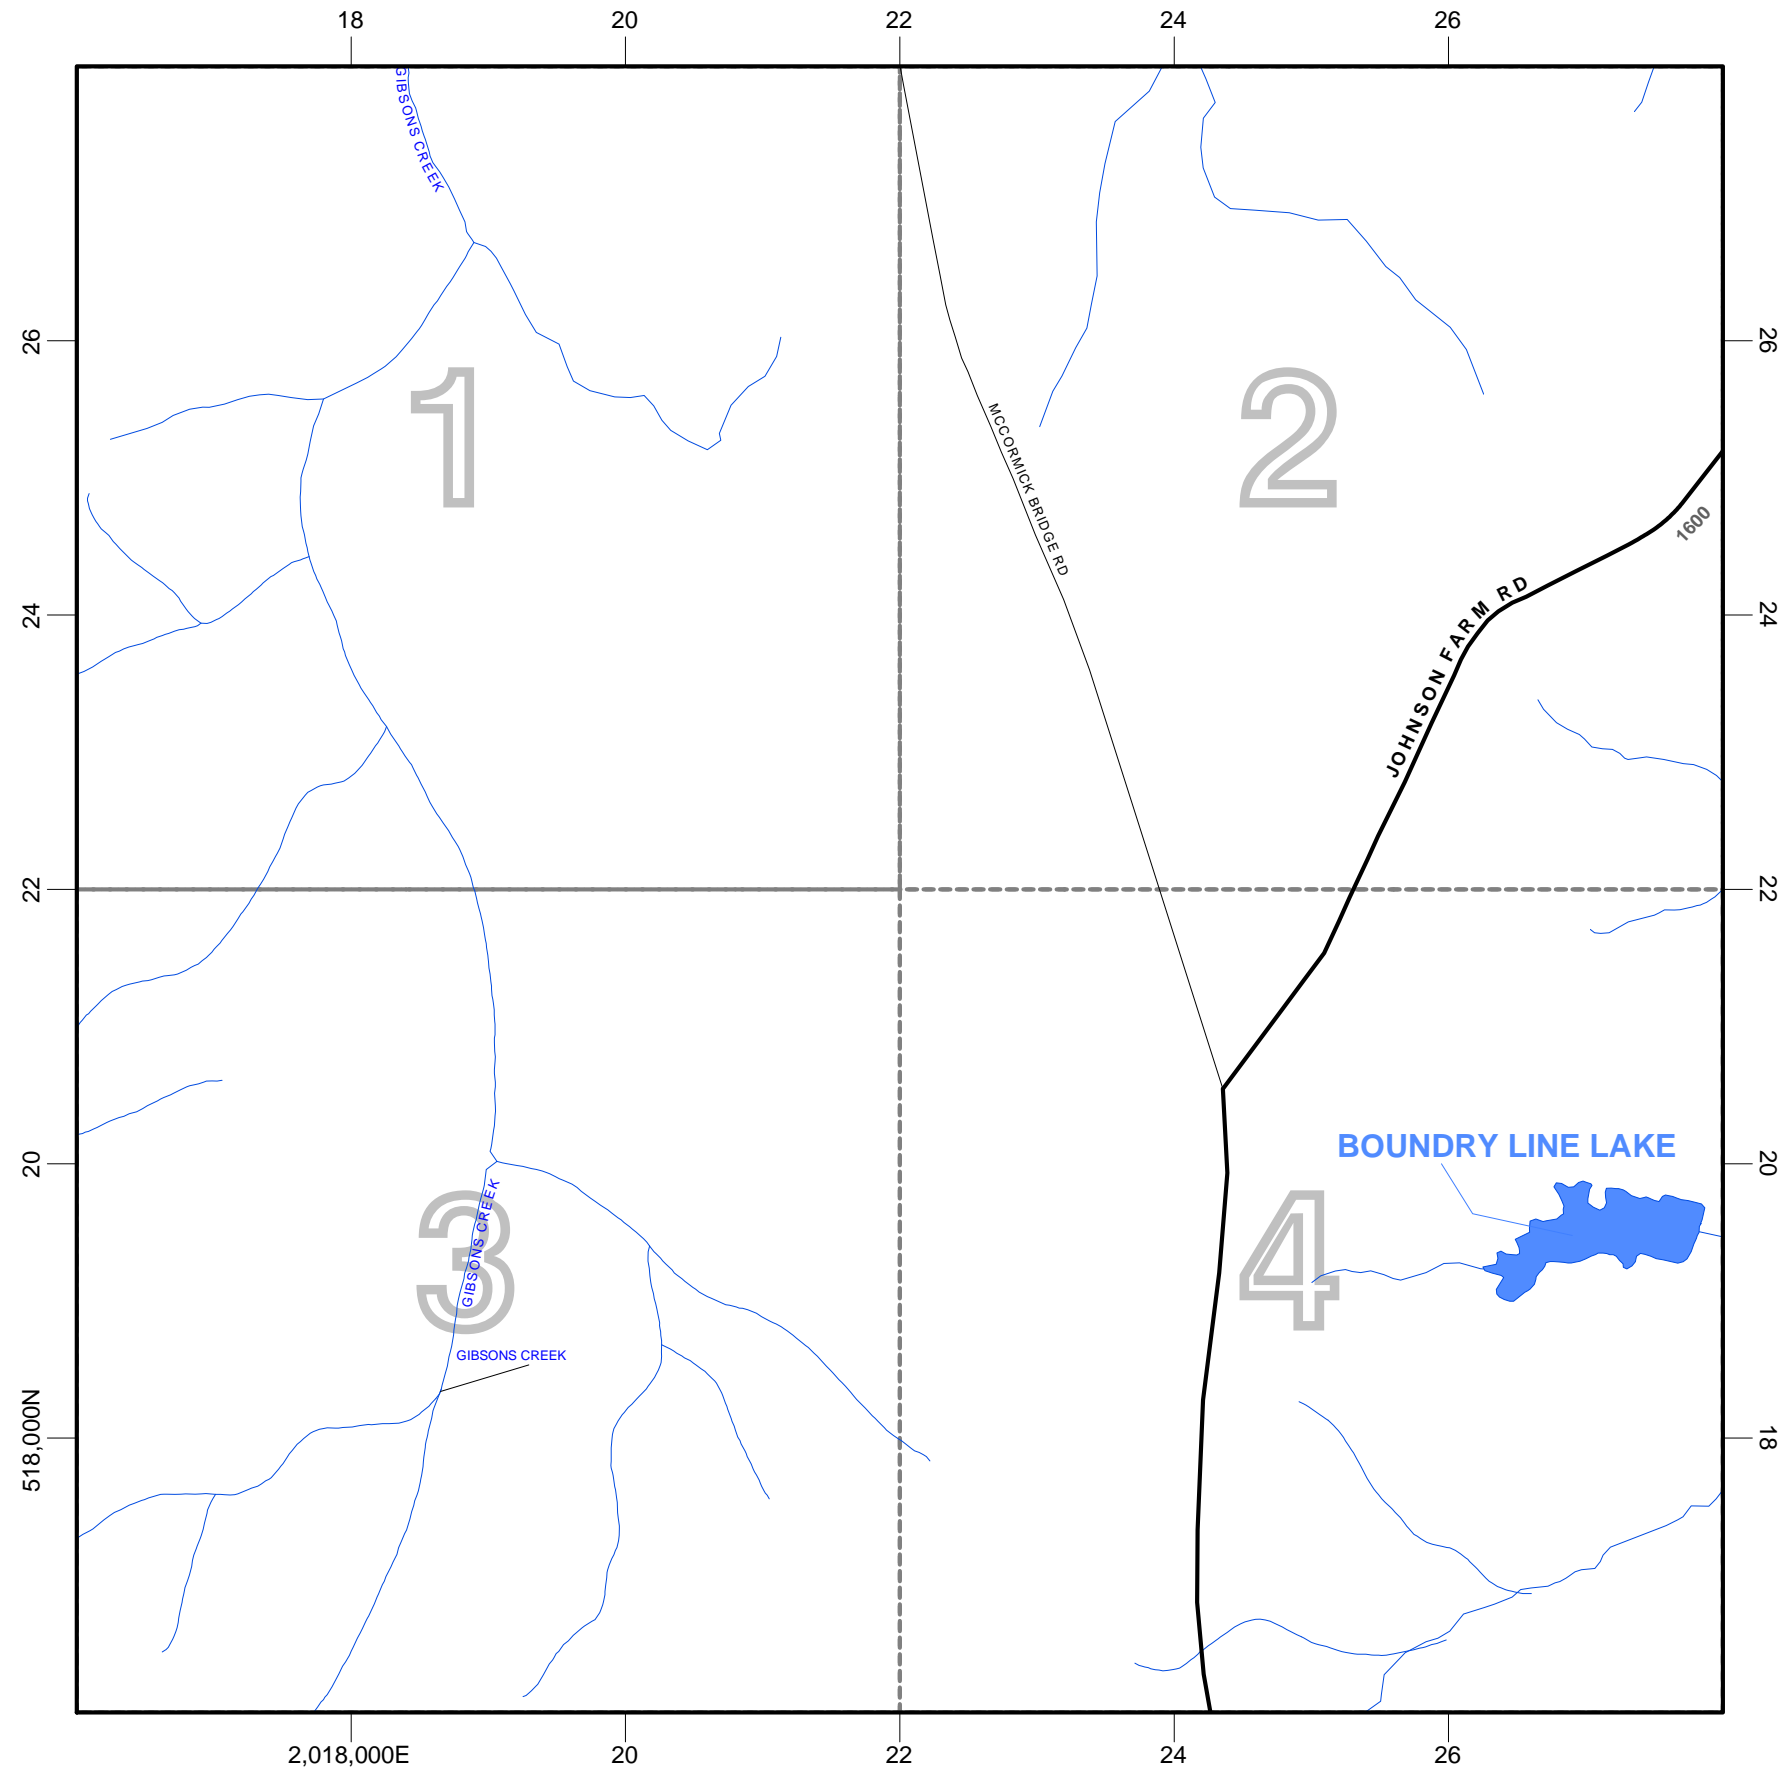 18 20 22 24 26
GIBSONS CREEK
26 26
1 2
MCCORMICK BRIDGE RD
1600
JOHNSON FARM RD
24 24
22 22
BOUNDRY LINE LAKE
20 20
3 4
GIBSONS CREEK
GIBSONS CREEK
518,000N 18
2,018,000E 20 22 24 26